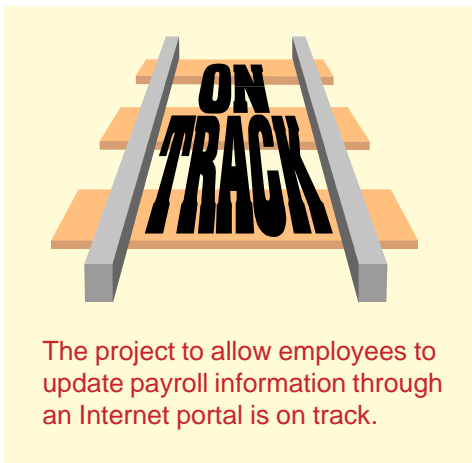 ON
TRACK
The project to allow employees to
update payroll information through
an Internet portal is on track.